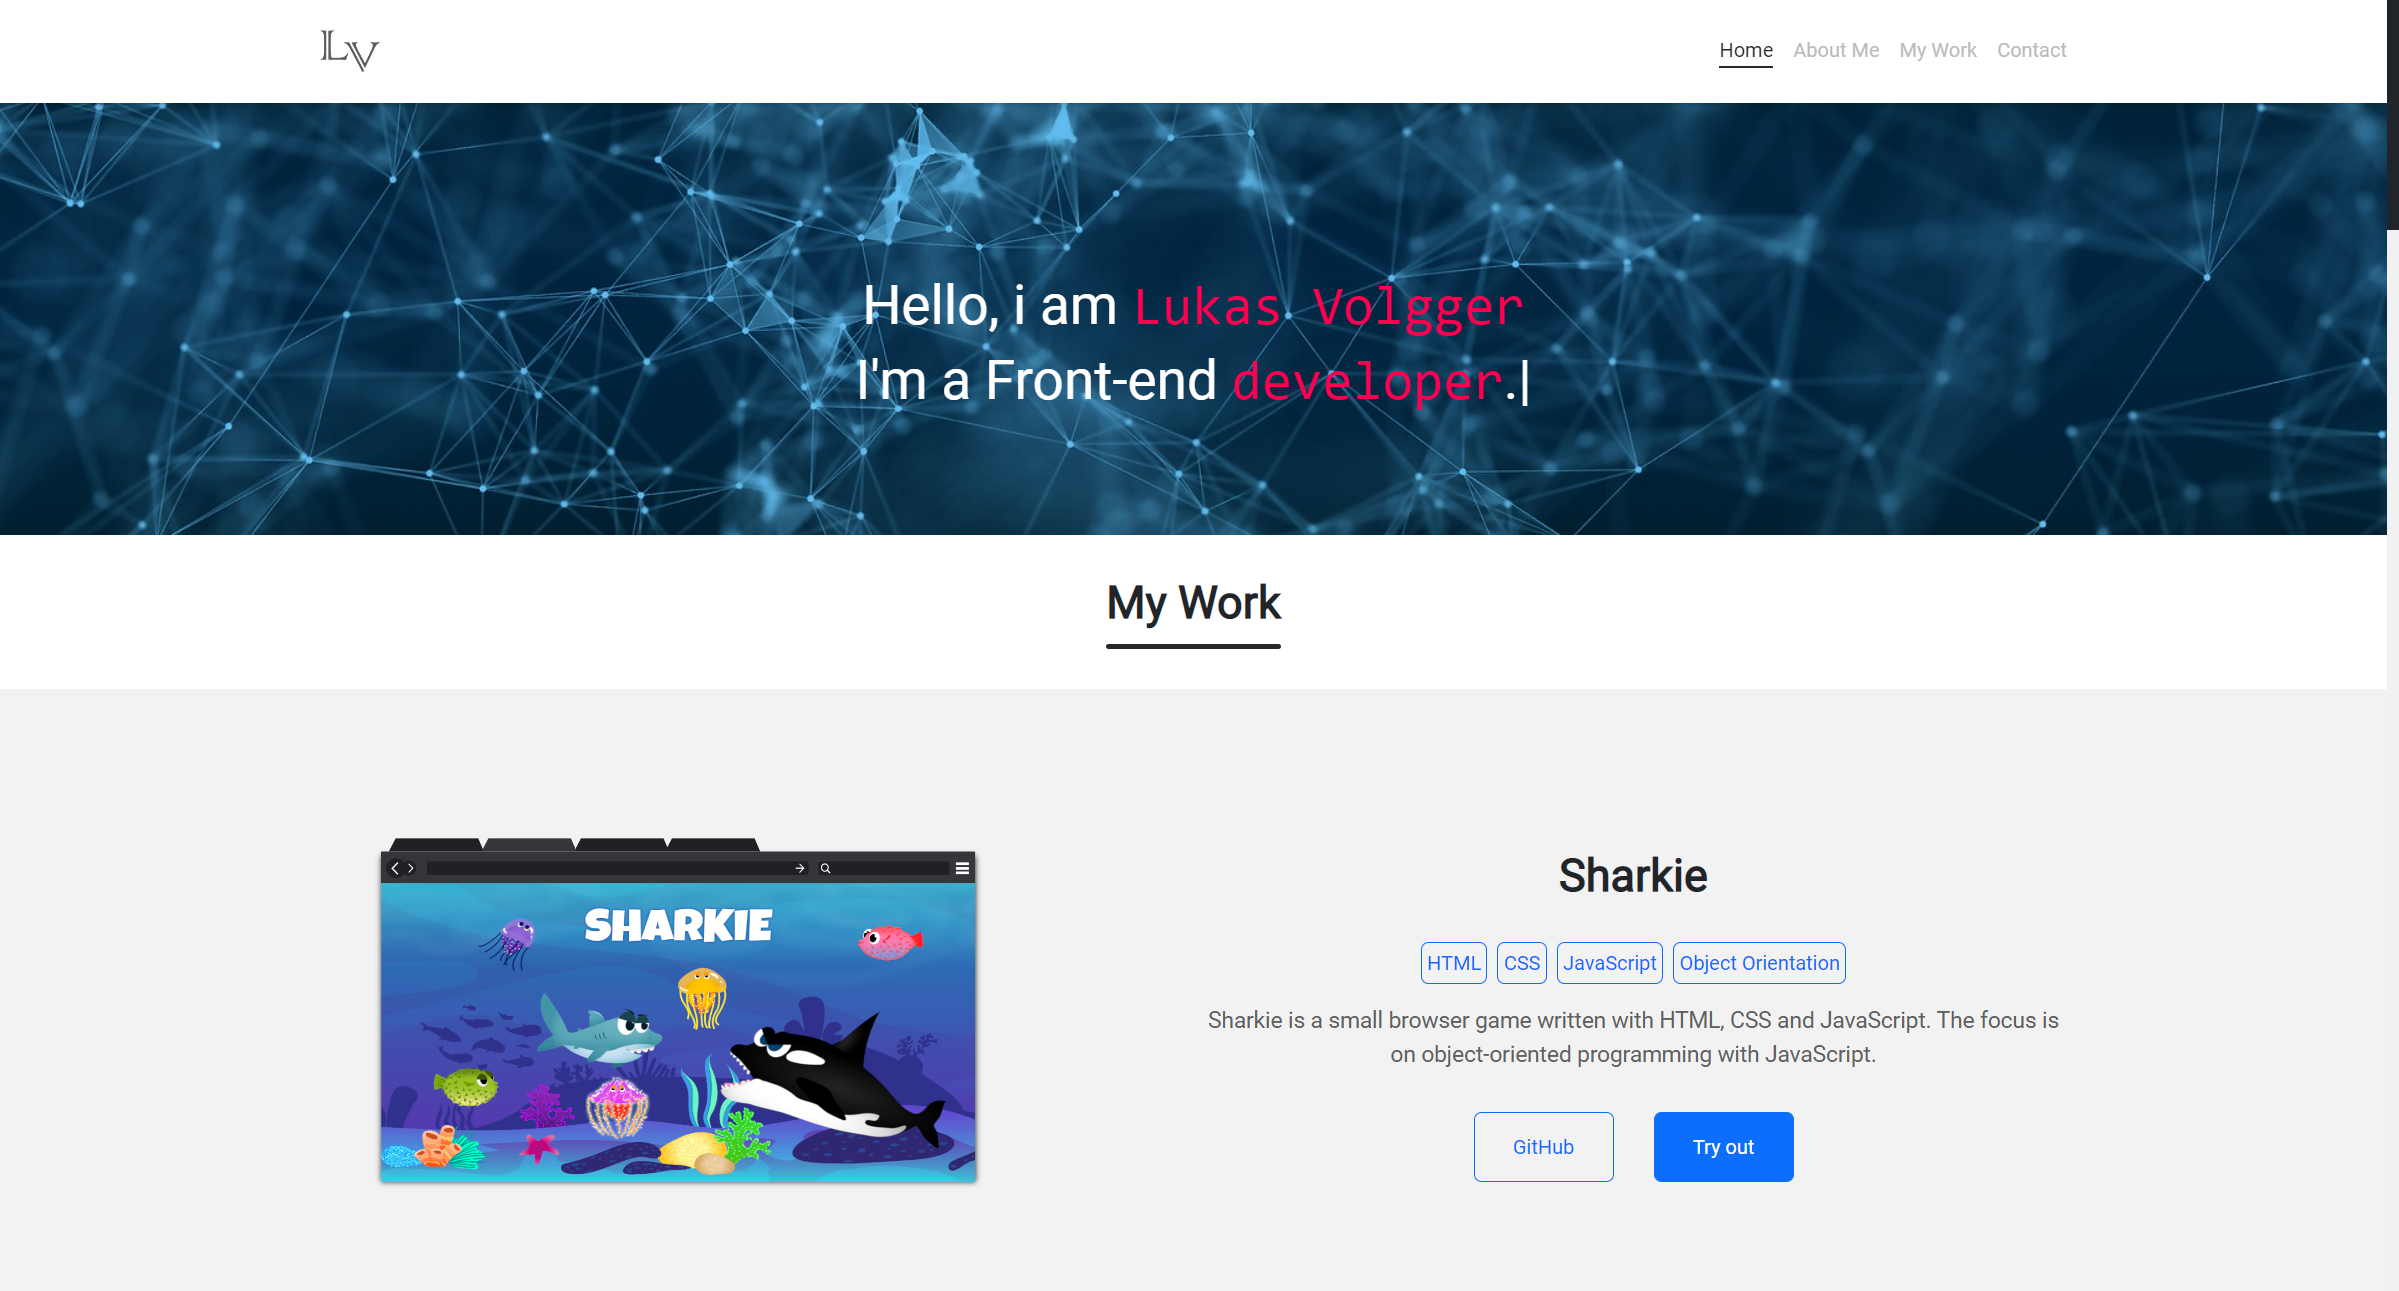 LV
Home About Me My Work Contact
Hello, i am Lukas Volgger
I'm a Front-end developer.|
My Work
SHARKIE
Sharkie
HTML CSS JavaScript Object Orientation
Sharkie is a small browser game written with HTML, CSS and JavaScript. The focus is
on object-oriented programming with JavaScript.
GitHub Try out